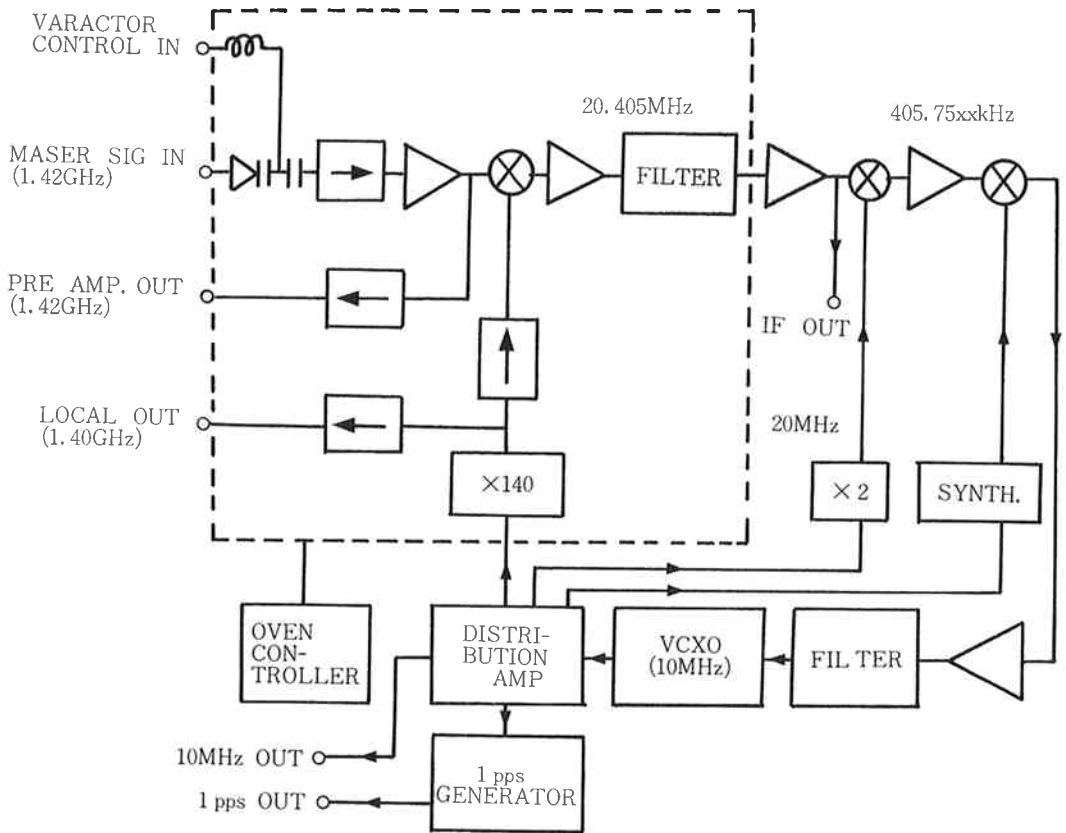 VARACTOR
CONTROL IN
20.405MHz
405.75xxkHz
MASER SIG IN
(1.42GHz)
FILTER
PRE AMP. OUT
(1.42GHz)
IF OUT
LOCAL OUT
(1.40GHz)
20MHz
×140
×2
SYNTH.
OVEN
CON-
TROLLER
DISTRI-
BUTION
AMP
VCXO
(10MHz)
FILTER
10MHz OUT
1 pps
GENERATOR
1 pps OUT